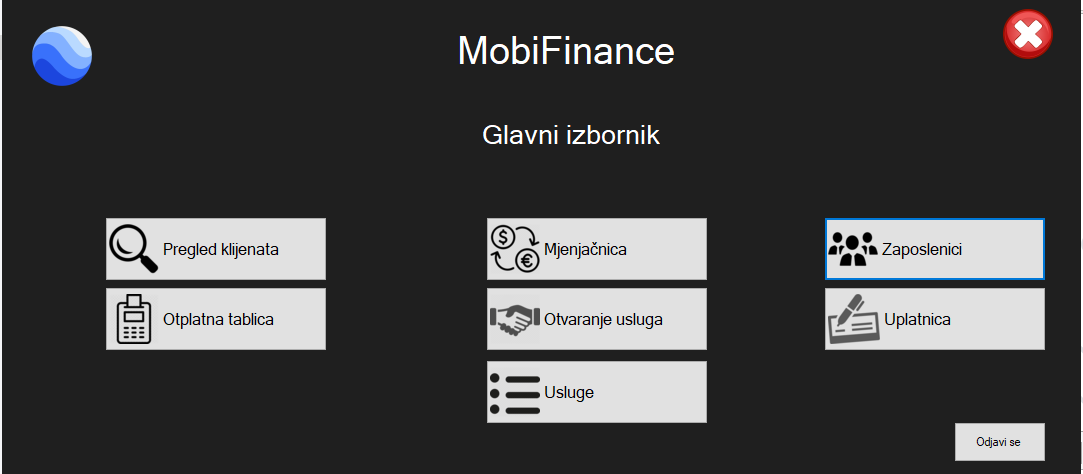 MobiFinance
Glavni izbornik
Pregled klijenata
Mjenjačnica
Zaposlenici
Otplatna tablica
Otvaranje usluga
Uplatnica
Usluge
Odjavi se